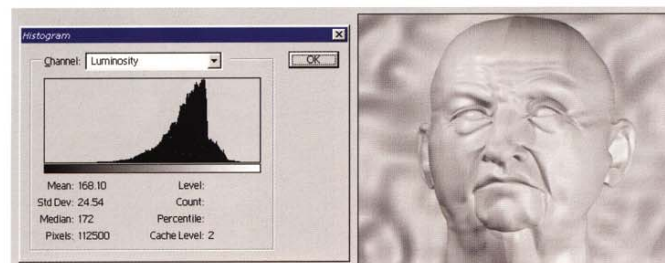 Histogram
Channel: Luminosity
OK
Mean: 168.10 Level:
Std Dev: 24.54 Count:
Median: 172 Percentile:
Pixels: 112500 Cache Level: 2